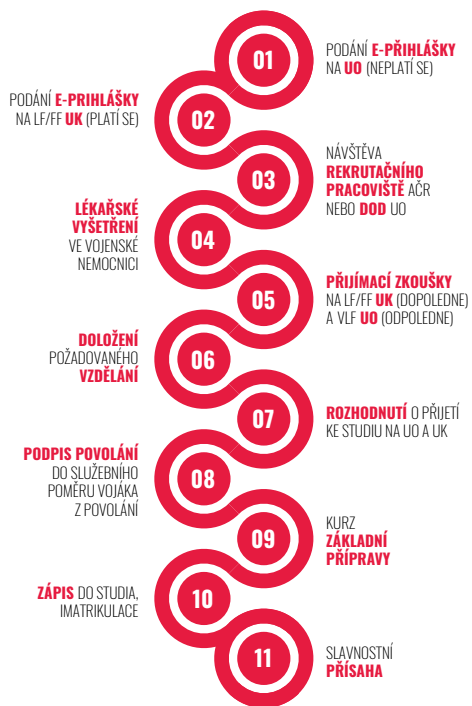 01
PODÁNÍ E-PŘIHLÁŠKY
NA UO (NEPLATÍ SE)
PODÁNÍ E-PRIHLÁŠKY
NA LF/FF UK (PLATÍ SE)
02
03
NÁVŠTĚVA
REKRUTAČNÍHO
PRACOVIŠTĚ AČR
NEBO DOD UO
LÉKAŘSKÉ
VYŠETŘENÍ
VE VOJENSKÉ
NEMOCNICI
04
05
PŘIJÍMACÍ ZKOUŠKY
NA LF/FF UK (DOPOLEDNE)
A VLF UO (ODPOLEDNE)
DOLOŽENÍ
POŽADOVANÉHO
VZDĚLÁNÍ
06
07
ROZHODNUTÍ O PŘIJETÍ
KE STUDIU NA UO A UK
PODPIS POVOLÁNÍ
DO SLUŽEBNÍHO
POMĚRU VOJÁKA
Z POVOLÁNÍ
08
09
KURZ
ZÁKLADNÍ
PŘÍPRAVY
ZÁPIS DO STUDIA,
IMATRIKULACE
10
11
SLAVNOSTNÍ
PŘÍSAHA